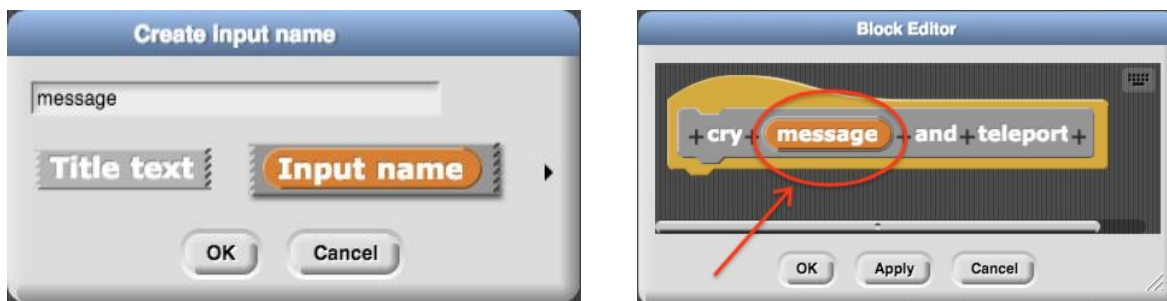 Create input name
message
Title text Input name
OK Cancel
Block Editor
+ cry + message + and + teleport +
OK Apply Cancel